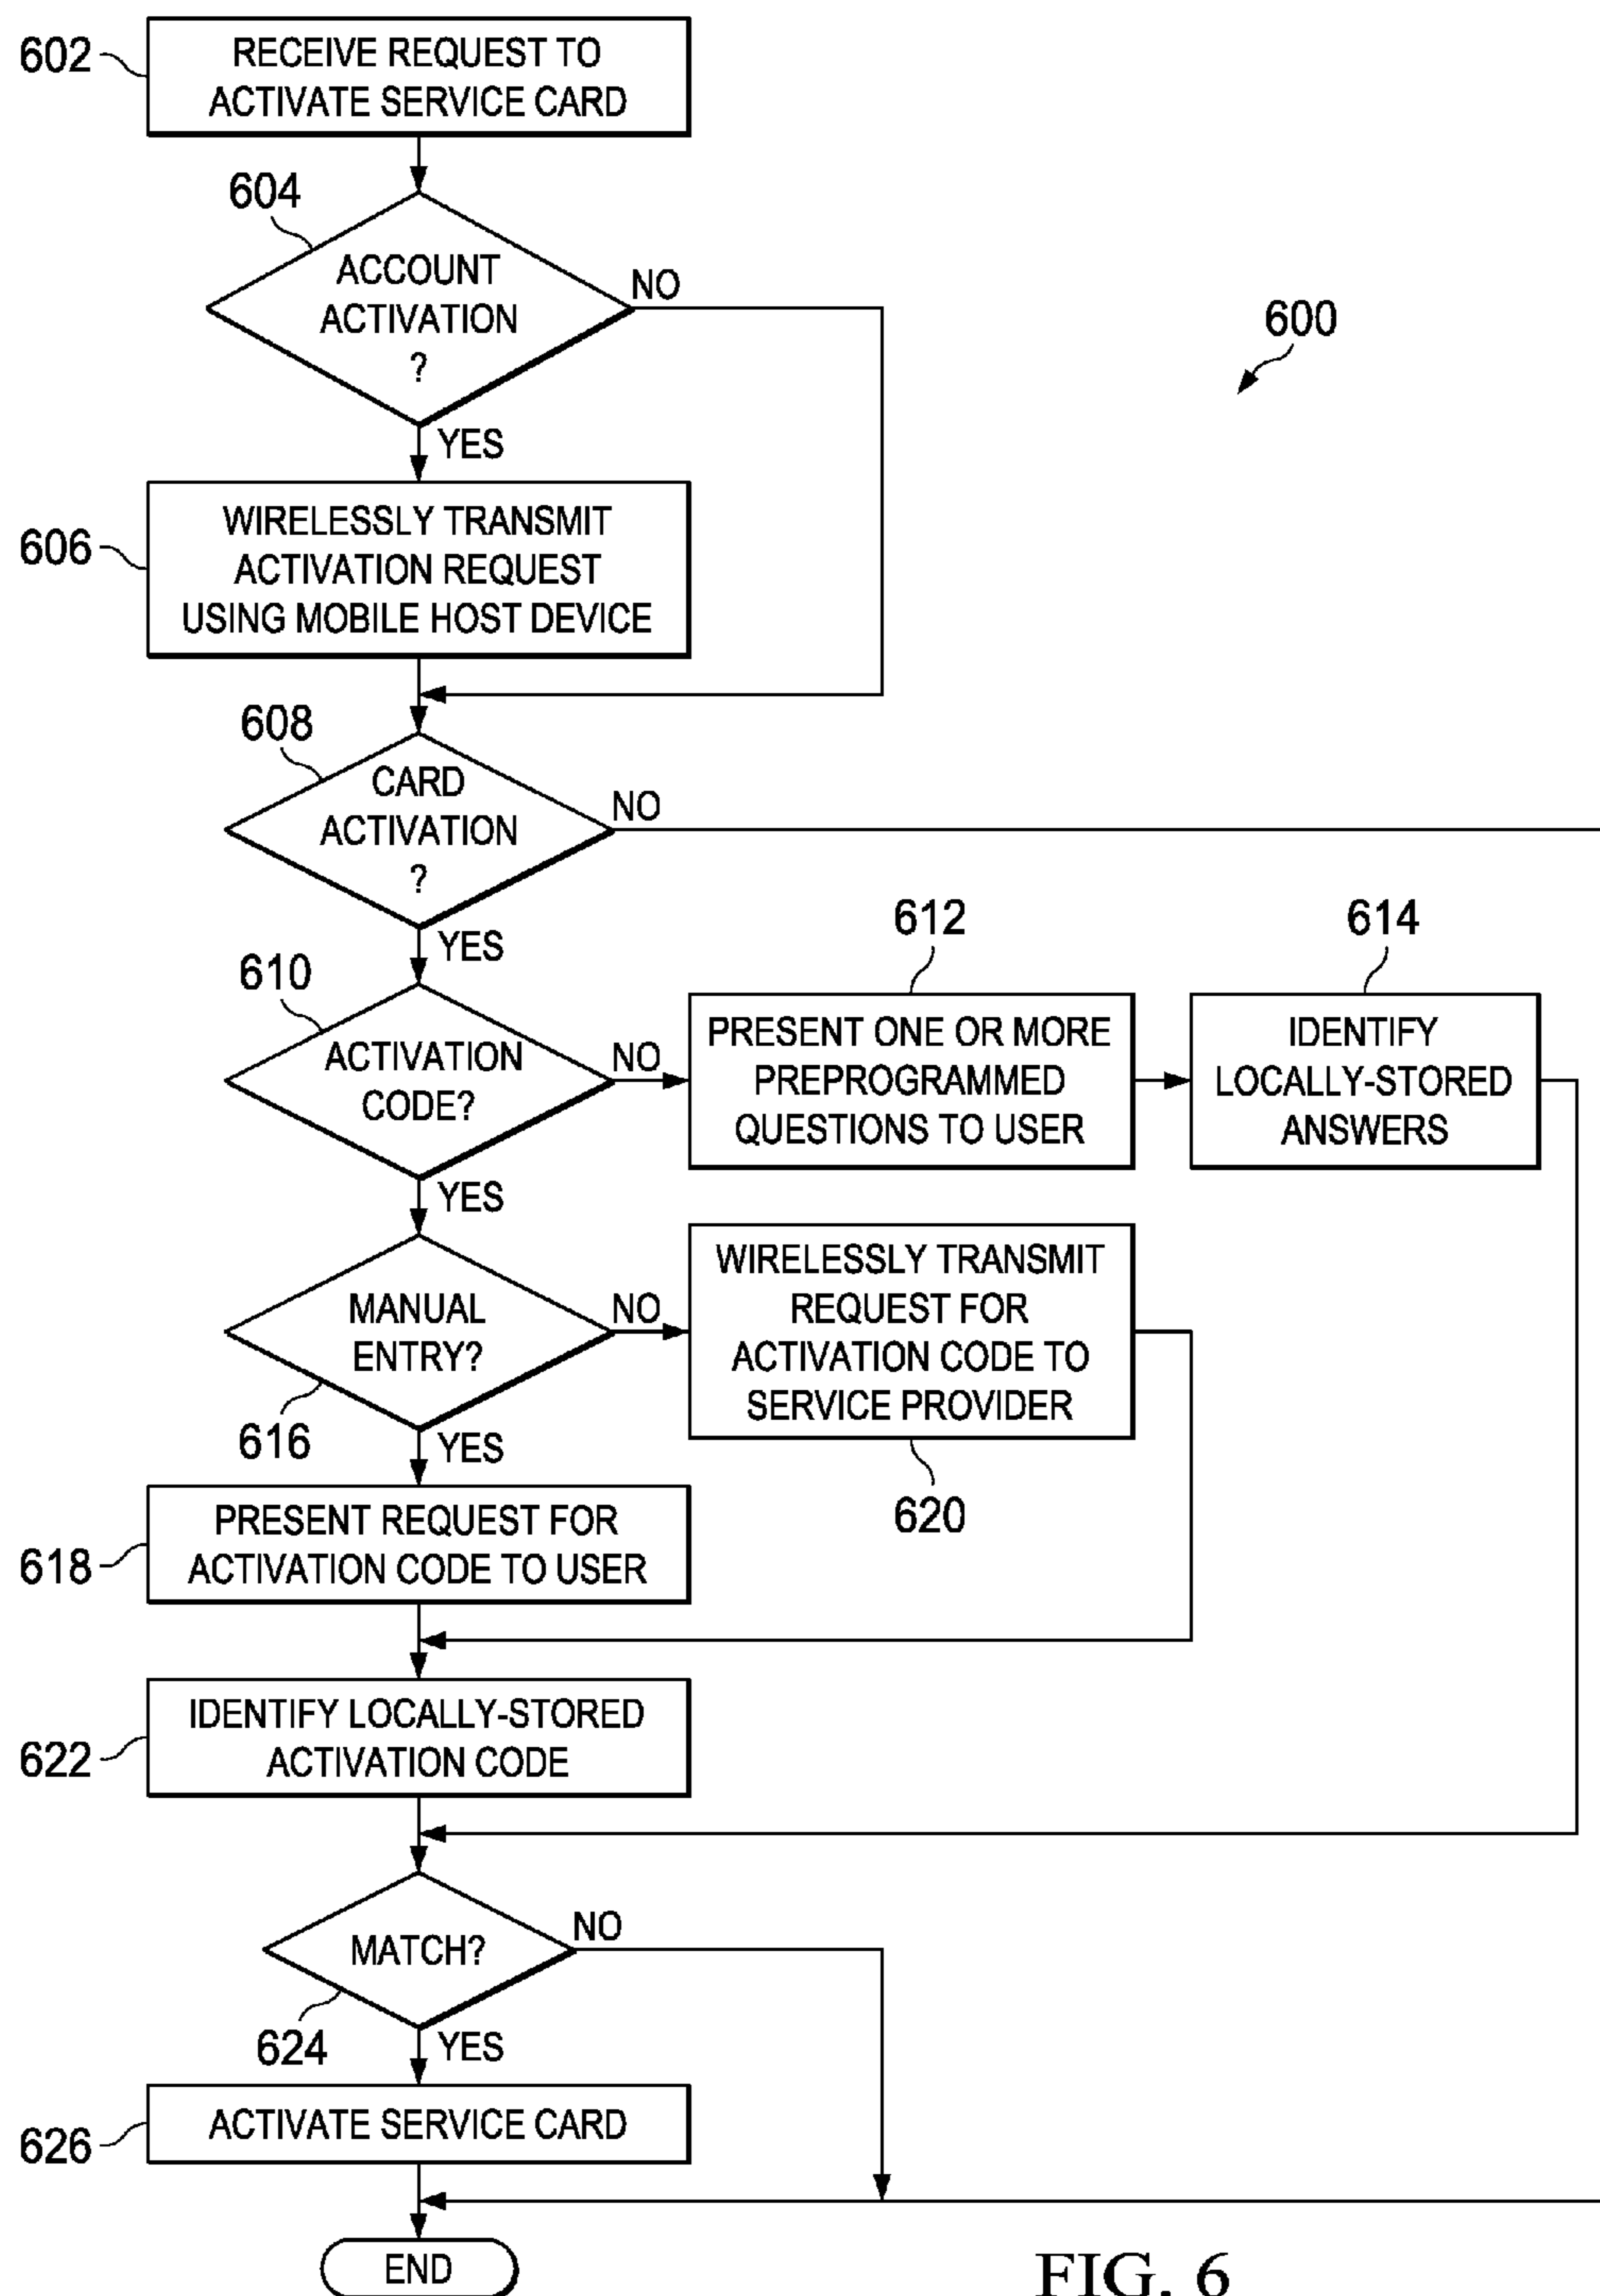 602
RECEIVE REQUEST TO
ACTIVATE SERVICE CARD
604
ACCOUNT
ACTIVATION
?
NO
YES
600
606
WIRELESSLY TRANSMIT
ACTIVATION REQUEST
USING MOBILE HOST DEVICE
608
CARD
ACTIVATION
?
NO
YES
610
ACTIVATION
CODE?
NO
YES
612
PRESENT ONE OR MORE
PREPROGRAMMED
QUESTIONS TO USER
614
IDENTIFY
LOCALLY-STORED
ANSWERS
MANUAL
ENTRY?
616
NO
YES
WIRELESSLY TRANSMIT
REQUEST FOR
ACTIVATION CODE TO
SERVICE PROVIDER
620
618
PRESENT REQUEST FOR
ACTIVATION CODE TO USER
622
IDENTIFY LOCALLY-STORED
ACTIVATION CODE
MATCH?
NO
624
YES
626
ACTIVATE SERVICE CARD
END
FIG. 6